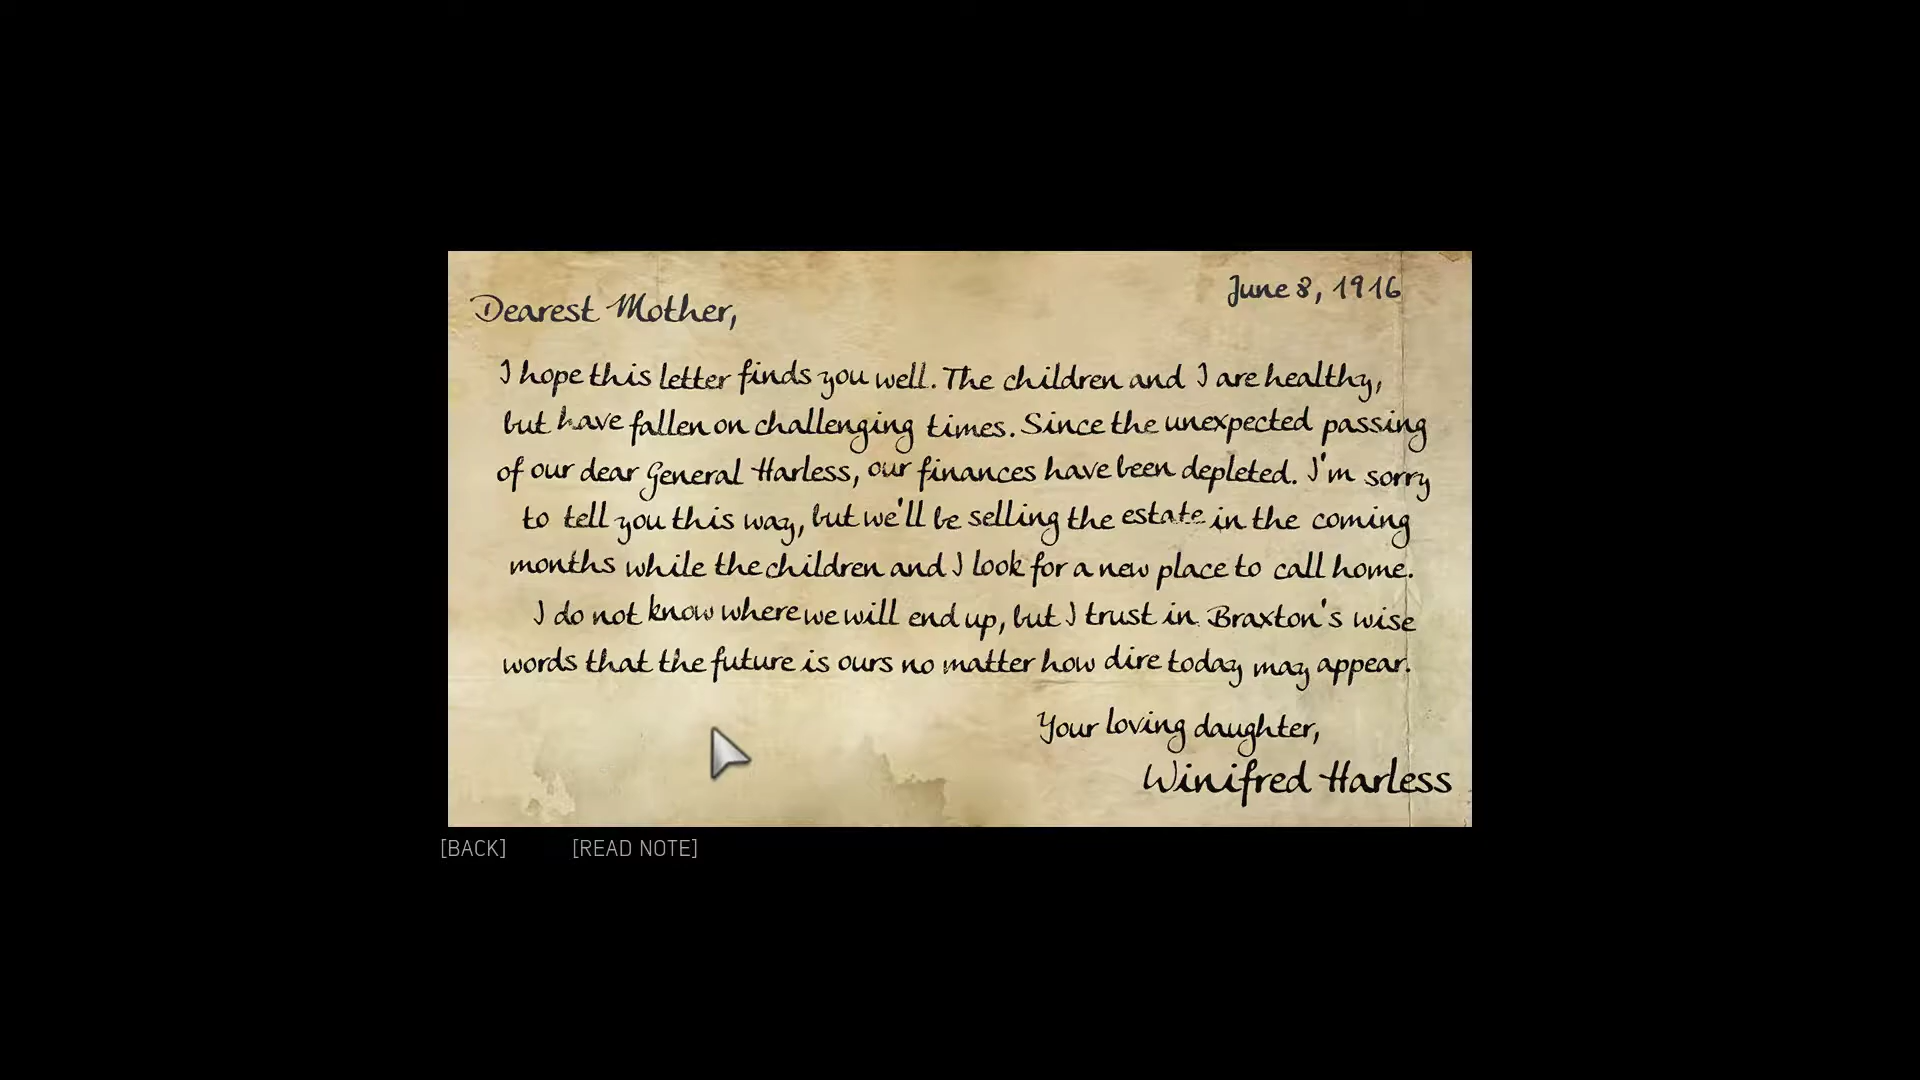 June 8, 1916
Dearest Mother,
I hope this letter finds you well. The children and I are healthy,
but have fallen on challenging times. Since the unexpected passing
of our dear General Harless, our finances have been depleted. I'm sorry
to tell you this way, but we'll be selling the estate in the coming
months while the children and I look for a new place to call home.
I do not know where we will end up, but I trust in Braxton's wise
words that the future is ours no matter how dire today may appear.
Your loving daughter,
Winifred Harless
[BACK] [READ NOTE]